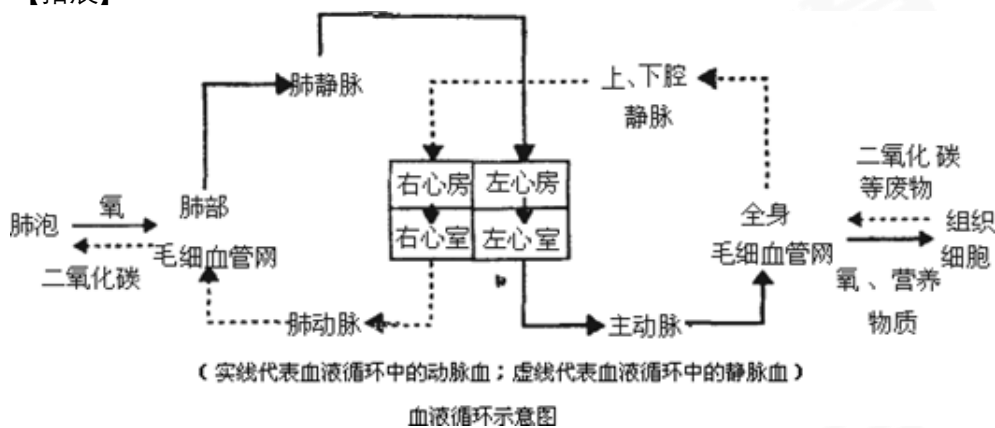 【拓展】
肺静脉
上、下腔
静脉
二氧化碳
等废物
右心房
左心房
肺泡
氧
肺部
毛细血管网
二氧化碳
右心室
左心室
全身
毛细血管网
组织
细胞
氧、营养
物质
肺动脉
主动脉
(实线代表血液循环中的动脉血；虚线代表血液循环中的静脉血)
血液循环示意图